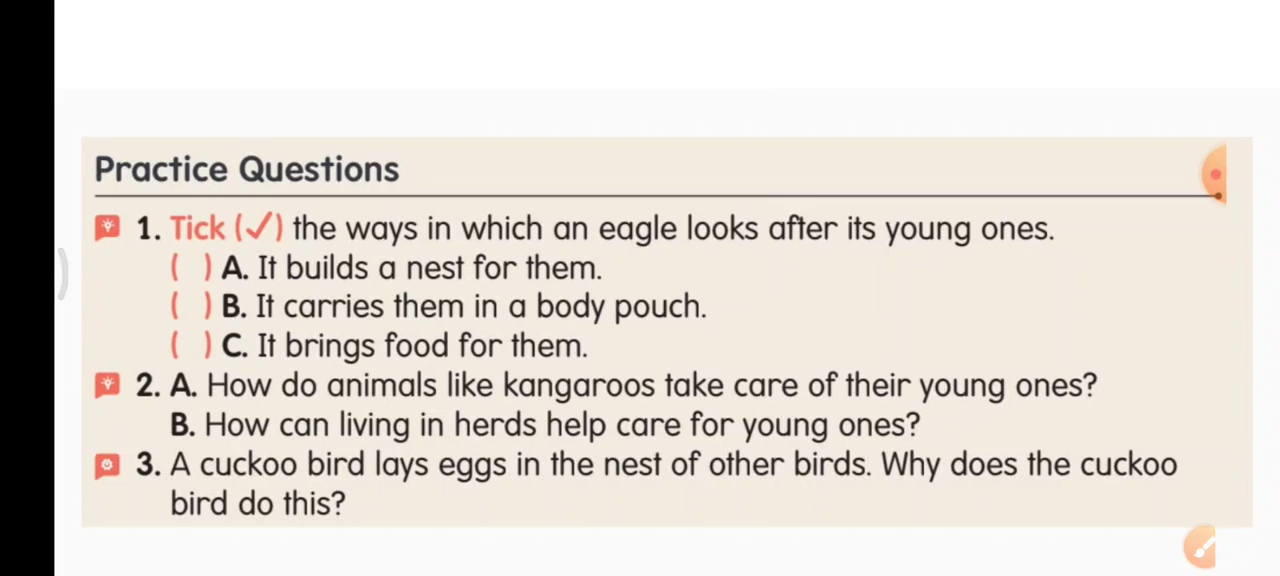 Practice Questions
1. Tick (✓) the ways in which an eagle looks after its young ones.
( ) A. It builds a nest for them.
( ) B. It carries them in a body pouch.
( ) C. It brings food for them.
2. A. How do animals like kangaroos take care of their young ones?
B. How can living in herds help care for young ones?
3. A cuckoo bird lays eggs in the nest of other birds. Why does the cuckoo
bird do this?